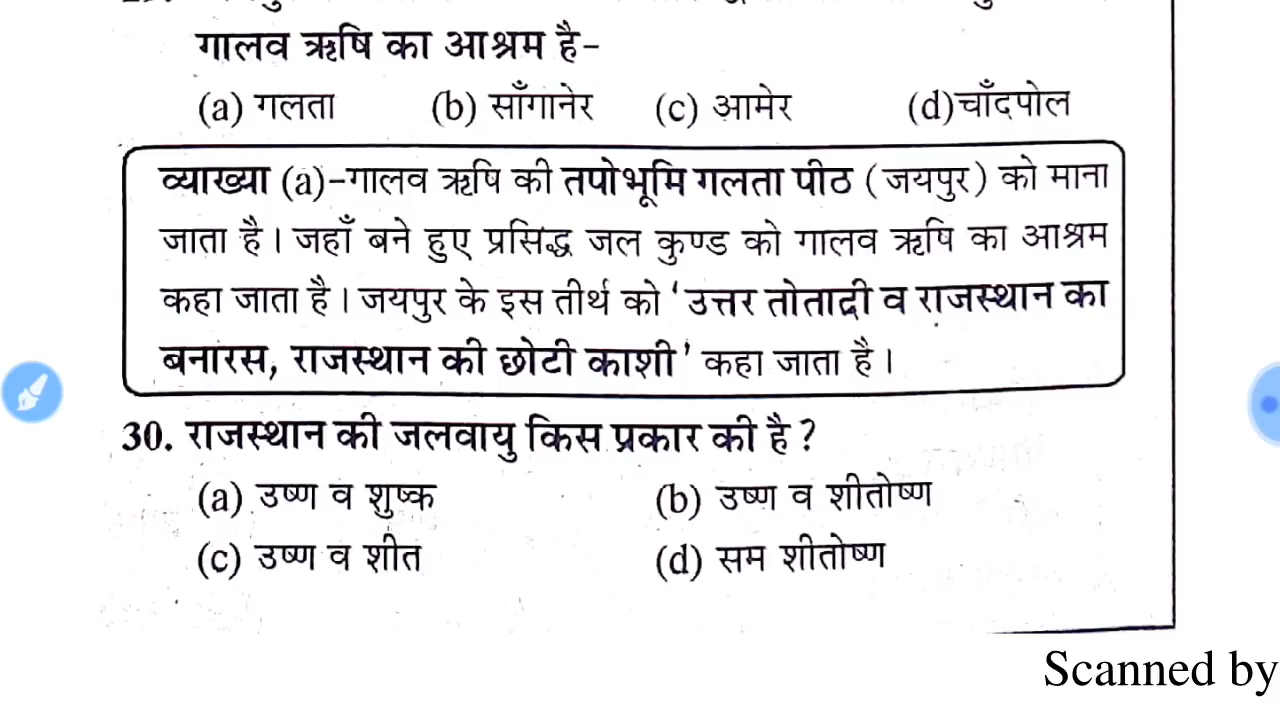 गालव ऋषि का आश्रम है-
(a) गलता (b) साँगानेर (c) आमेर (d)चाँदपोल
व्याख्या (a)-गालव ऋषि की तपोभूमि गलता पीठ (जयपुर) को माना
जाता है। जहाँ बने हुए प्रसिद्ध जल कुण्ड को गालव ऋषि का आश्रम
कहा जाता है। जयपुर के इस तीर्थ को 'उत्तर तोताद्री व राजस्थान का
बनारस, राजस्थान की छोटी काशी' कहा जाता है।
30. राजस्थान की जलवायु किस प्रकार की है ?
(a) उष्ण व शुष्क (b) उष्ण व शीतोष्ण
(c) उष्ण व शीत (d) सम शीतोष्ण
Scanned by